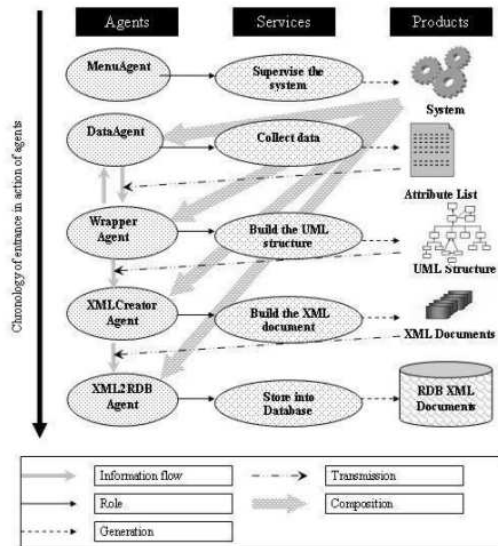 Agents Services Products
MenuAgent
Supervise the
system
System
DataAgent
Collect data
Attribute List
Wrapper
Agent
Build the UML
structure
UML Structure
XMLCreator
Agent
Build the XML
document
XML Documents
XML2RDB
Agent
Store into
Database
RDB XML
Documents
Chronology of entrance in action of agents
Information flow
Transmission
Role
Composition
Generation